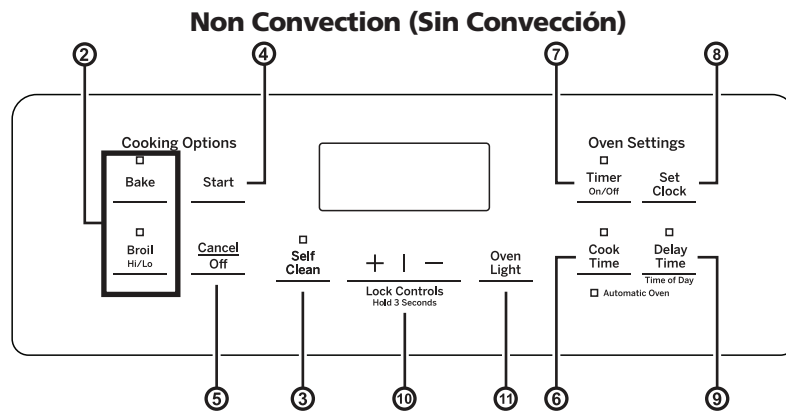 Non Convection (Sin Convección)
2
4
7
8
Cooking Options
Oven Settings
Bake
Start
Timer
On/Off
Set
Clock
Broil
Hi/Lo
Cancel
Off
Self
Clean
+ | −
Lock Controls
Hold 3 Seconds
Oven
Light
Cook
Time
Delay
Time
Time of Day
Automatic Oven
5
3
10
11
6
9